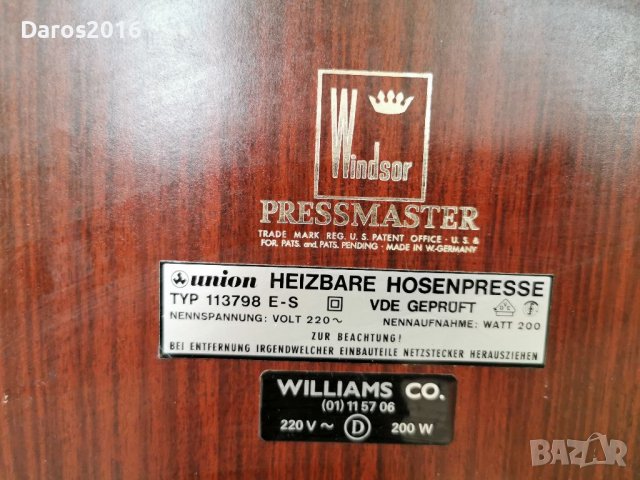 Daros2016
Windsor
PRESSMASTER
TRADE MARK REG. U.S. PATENT OFFICE · U.S. &
FOR. PATS. and. PATS. PENDING · MADE IN W.-GERMANY
union HEIZBARE HOSENPRESSE
TYP 113798 E-S VDE GEPRÜFT
NENNSPANNUNG: VOLT 220~ NENNAUFNAHME: WATT 200
ZUR BEACHTUNG!
BEI ENTFERNUNG IRGENDWELCHER EINBAUTEILE NETZSTECKER HERAUSZIEHEN
WILLIAMS CO.
(01) 11 57 06
220 V ~ D 200 W
BAZAR